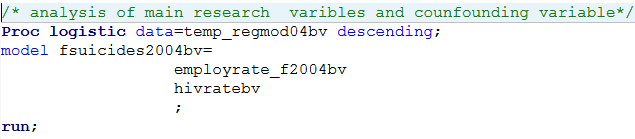 /* analysis of main research  varibles and counfounding variable*/
Proc logistic data=temp_regmod04bv descending;
model fsuicides2004bv=
employrate_f2004bv
hivratebv
;
run;